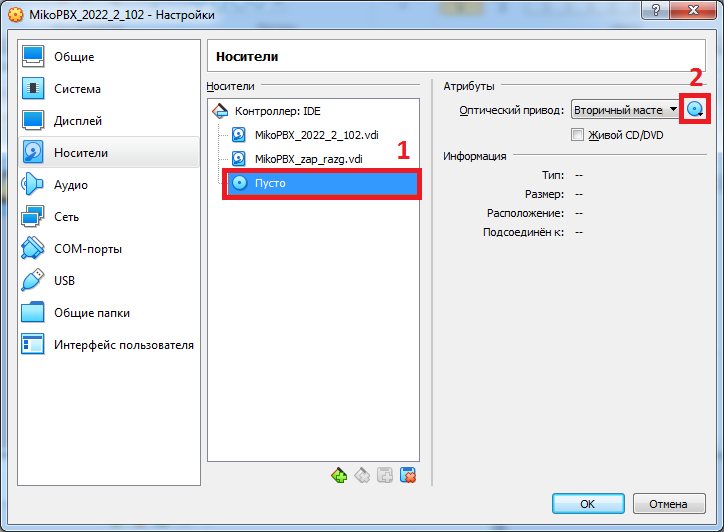 MikoPBX_2022_2_102 - Настройки
Общие
Система
Дисплей
Носители
Аудио
Сеть
COM-порты
USB
Общие папки
Интерфейс пользователя
Носители
Носители
Контроллер: IDE
MikoPBX_2022_2_102.vdi
MikoPBX_zap_razg.vdi
1
Пусто
Атрибуты
2
Оптический привод: Вторичный масте
Живой CD/DVD
Информация
Тип: --
Размер: --
Расположение: --
Подсоединён к: --
OK
Отмена